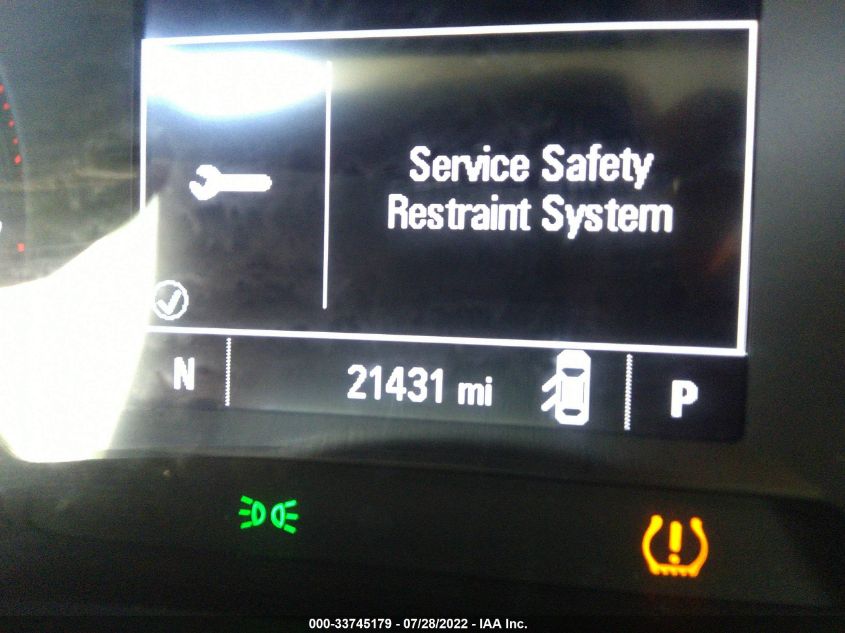 Service Safety
Restraint System
N
21431 mi
P
000-33745179 - 07/28/2022 - IAA Inc.